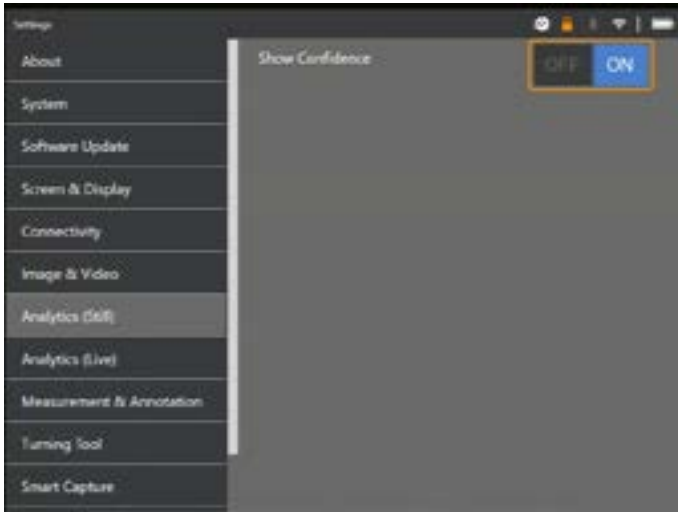 Settings
About
Show Confidence
OFF
ON
System
Software Update
Screen & Display
Connectivity
Image & Video
Analytics (Still)
Analytics (Live)
Measurement & Annotation
Turning Tool
Smart Capture